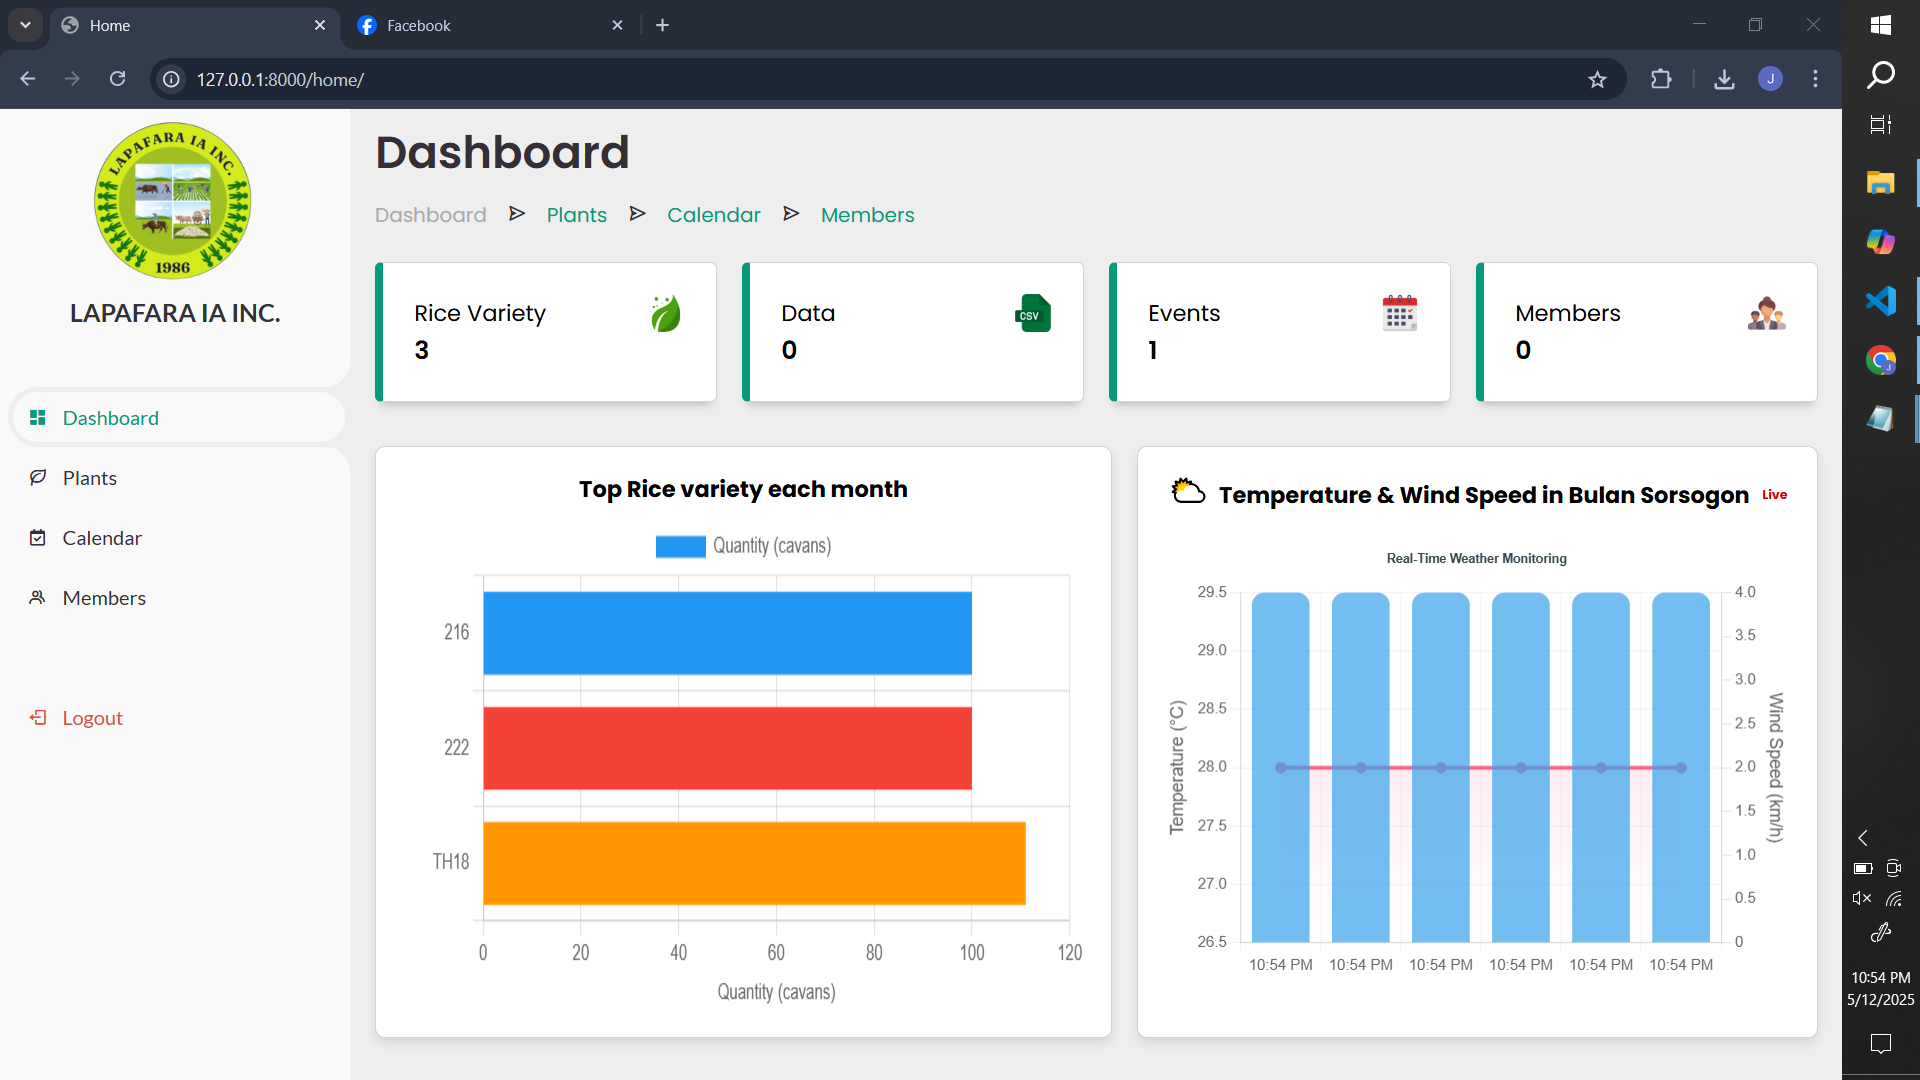 Home
Facebook
127.0.0.1:8000/home/
J
LAPAFARA IA INC.
1986
LAPAFARA IA INC.
Dashboard
Plants
Calendar
Members
Logout
Dashboard
Dashboard Plants Calendar Members
Rice Variety
3
Data
0
CSV
Events
1
Members
0
Top Rice variety each month
Quantity (cavans)
216
222
TH18
0 20 40 60 80 100 120
Quantity (cavans)
Temperature & Wind Speed in Bulan Sorsogon Live
Real-Time Weather Monitoring
Temperature (°C)
29.5
29.0
28.5
28.0
27.5
27.0
26.5
4.0
3.5
3.0
2.5
2.0
1.5
1.0
0.5
0
Wind Speed (km/h)
10:54 PM 10:54 PM 10:54 PM 10:54 PM 10:54 PM 10:54 PM
J
10:54 PM
5/12/2025